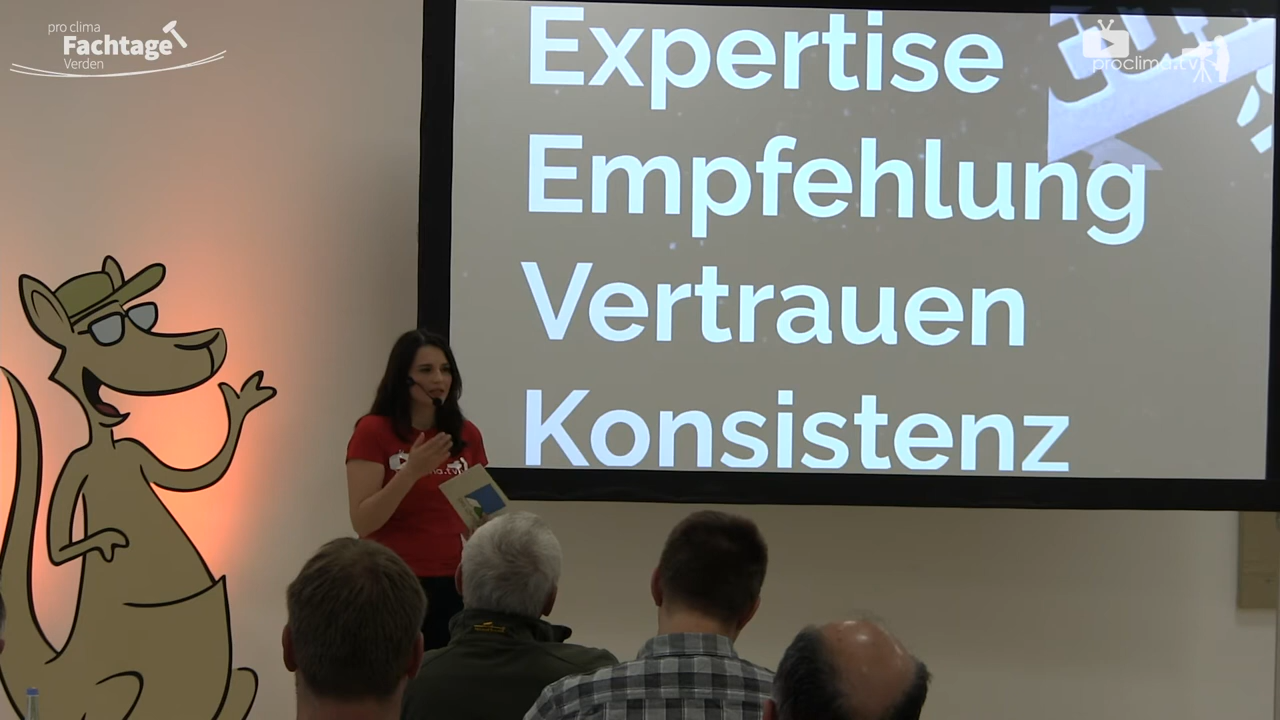 pro clima
Fachtage
Verden
Expertise
Empfehlung
Vertrauen
Konsistenz
proclima.tv